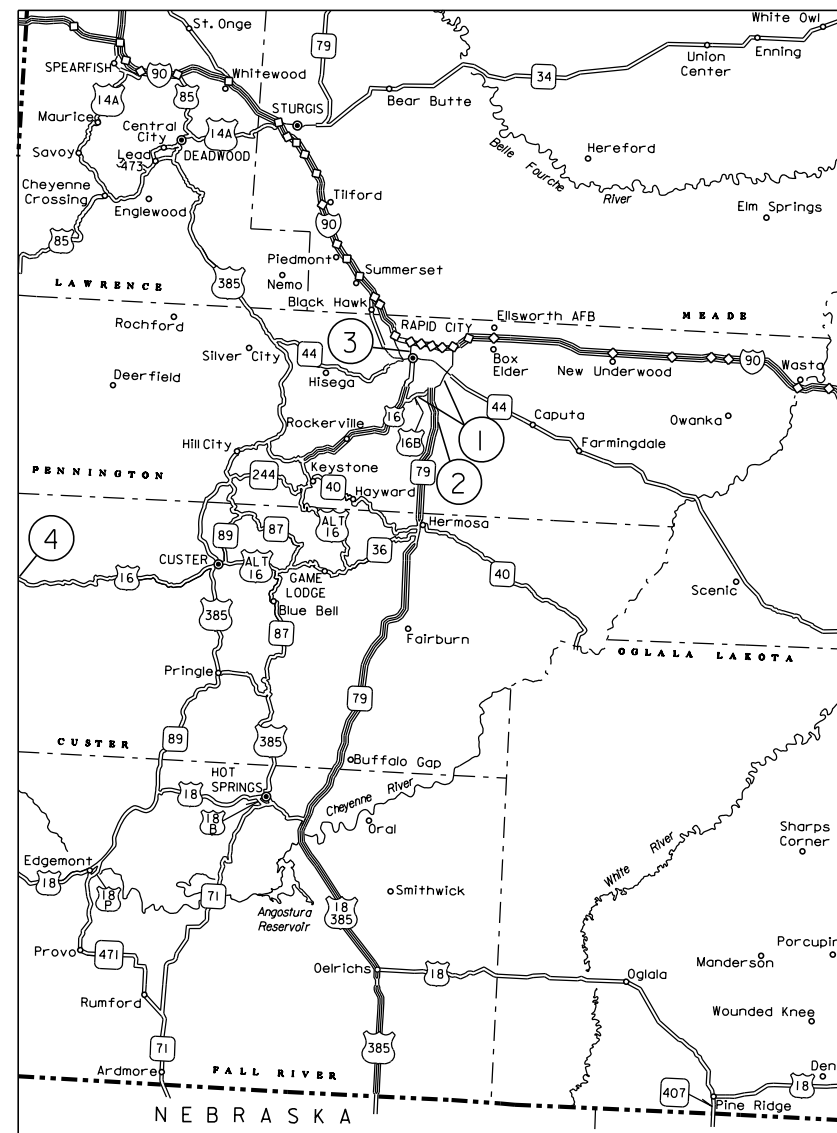 St. Onge
White Owl
79
Union
Center
Enning
SPEARFISH
90
Whitewood
34
85
14A
Bear Butte
STURGIS
Maurice
Central
City
14A
Lead
DEADWOOD
Savoy
473
Belle
Fourche
River
Hereford
Cheyenne
Crossing
Englewood
Tilford
Elm Springs
90
85
Piedmont
385
Nemo
Summerset
LAWRENCE
Black Hawk
Ellsworth AFB
MEADE
Rochford
RAPID CITY
3
Silver
City
44
Box
Elder
New Underwood
90
Wasta
Hisega
Deerfield
44
16
Owanka
Rockerville
16B
1
Caputa
Hill City
Farmingdale
2
PENNINGTON
244
Keystone
79
40
Hayward
ALT
16
87
89
Hermosa
4
36
CUSTER
ALT
16
GAME
LODGE
16
40
Scenic
Blue Bell
385
87
Fairburn
OGLALA LAKOTA
Pringle
79
89
385
CUSTER
Buffalo Gap
HOT
SPRINGS
18
Cheyenne
River
18
B
Oral
Sharps
Corner
White
River
Edgemont
18
18
P
71
Smithwick
Angostura
Reservoir
18
385
Provo
471
Porcupin
Manderson
Oelrichs
18
Oglala
Rumford
Wounded Knee
71
385
Ardmore
FALL RIVER
Den
18
407
Pine Ridge
NEBRASKA